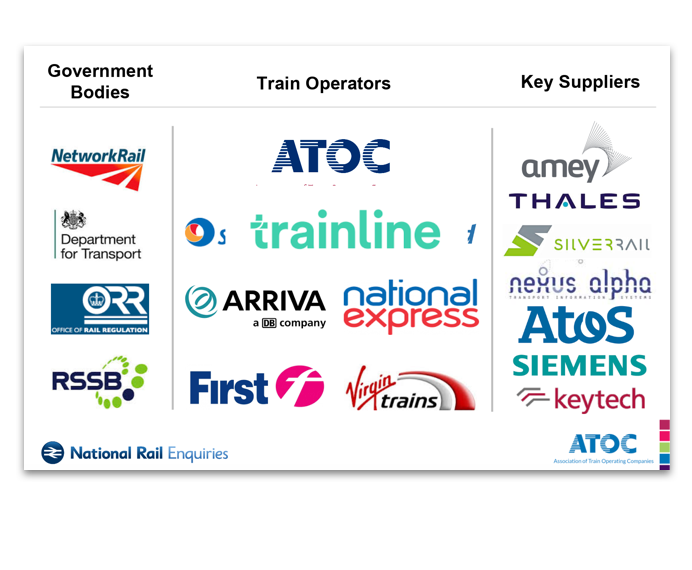 Government
Bodies
Train Operators
Key Suppliers
NetworkRail
Department
for Transport
ORR
OFFICE OF RAIL REGULATION
RSSB
ATOC
trainline
ARRIVA
a DB company
national
express
First
Virgin
trains
amey
THALES
SILVERRAIL
nexus alpha
TRANSPORT INFORMATION SYSTEMS
Atos
SIEMENS
keytech
National Rail Enquiries
ATOC
Association of Train Operating Companies